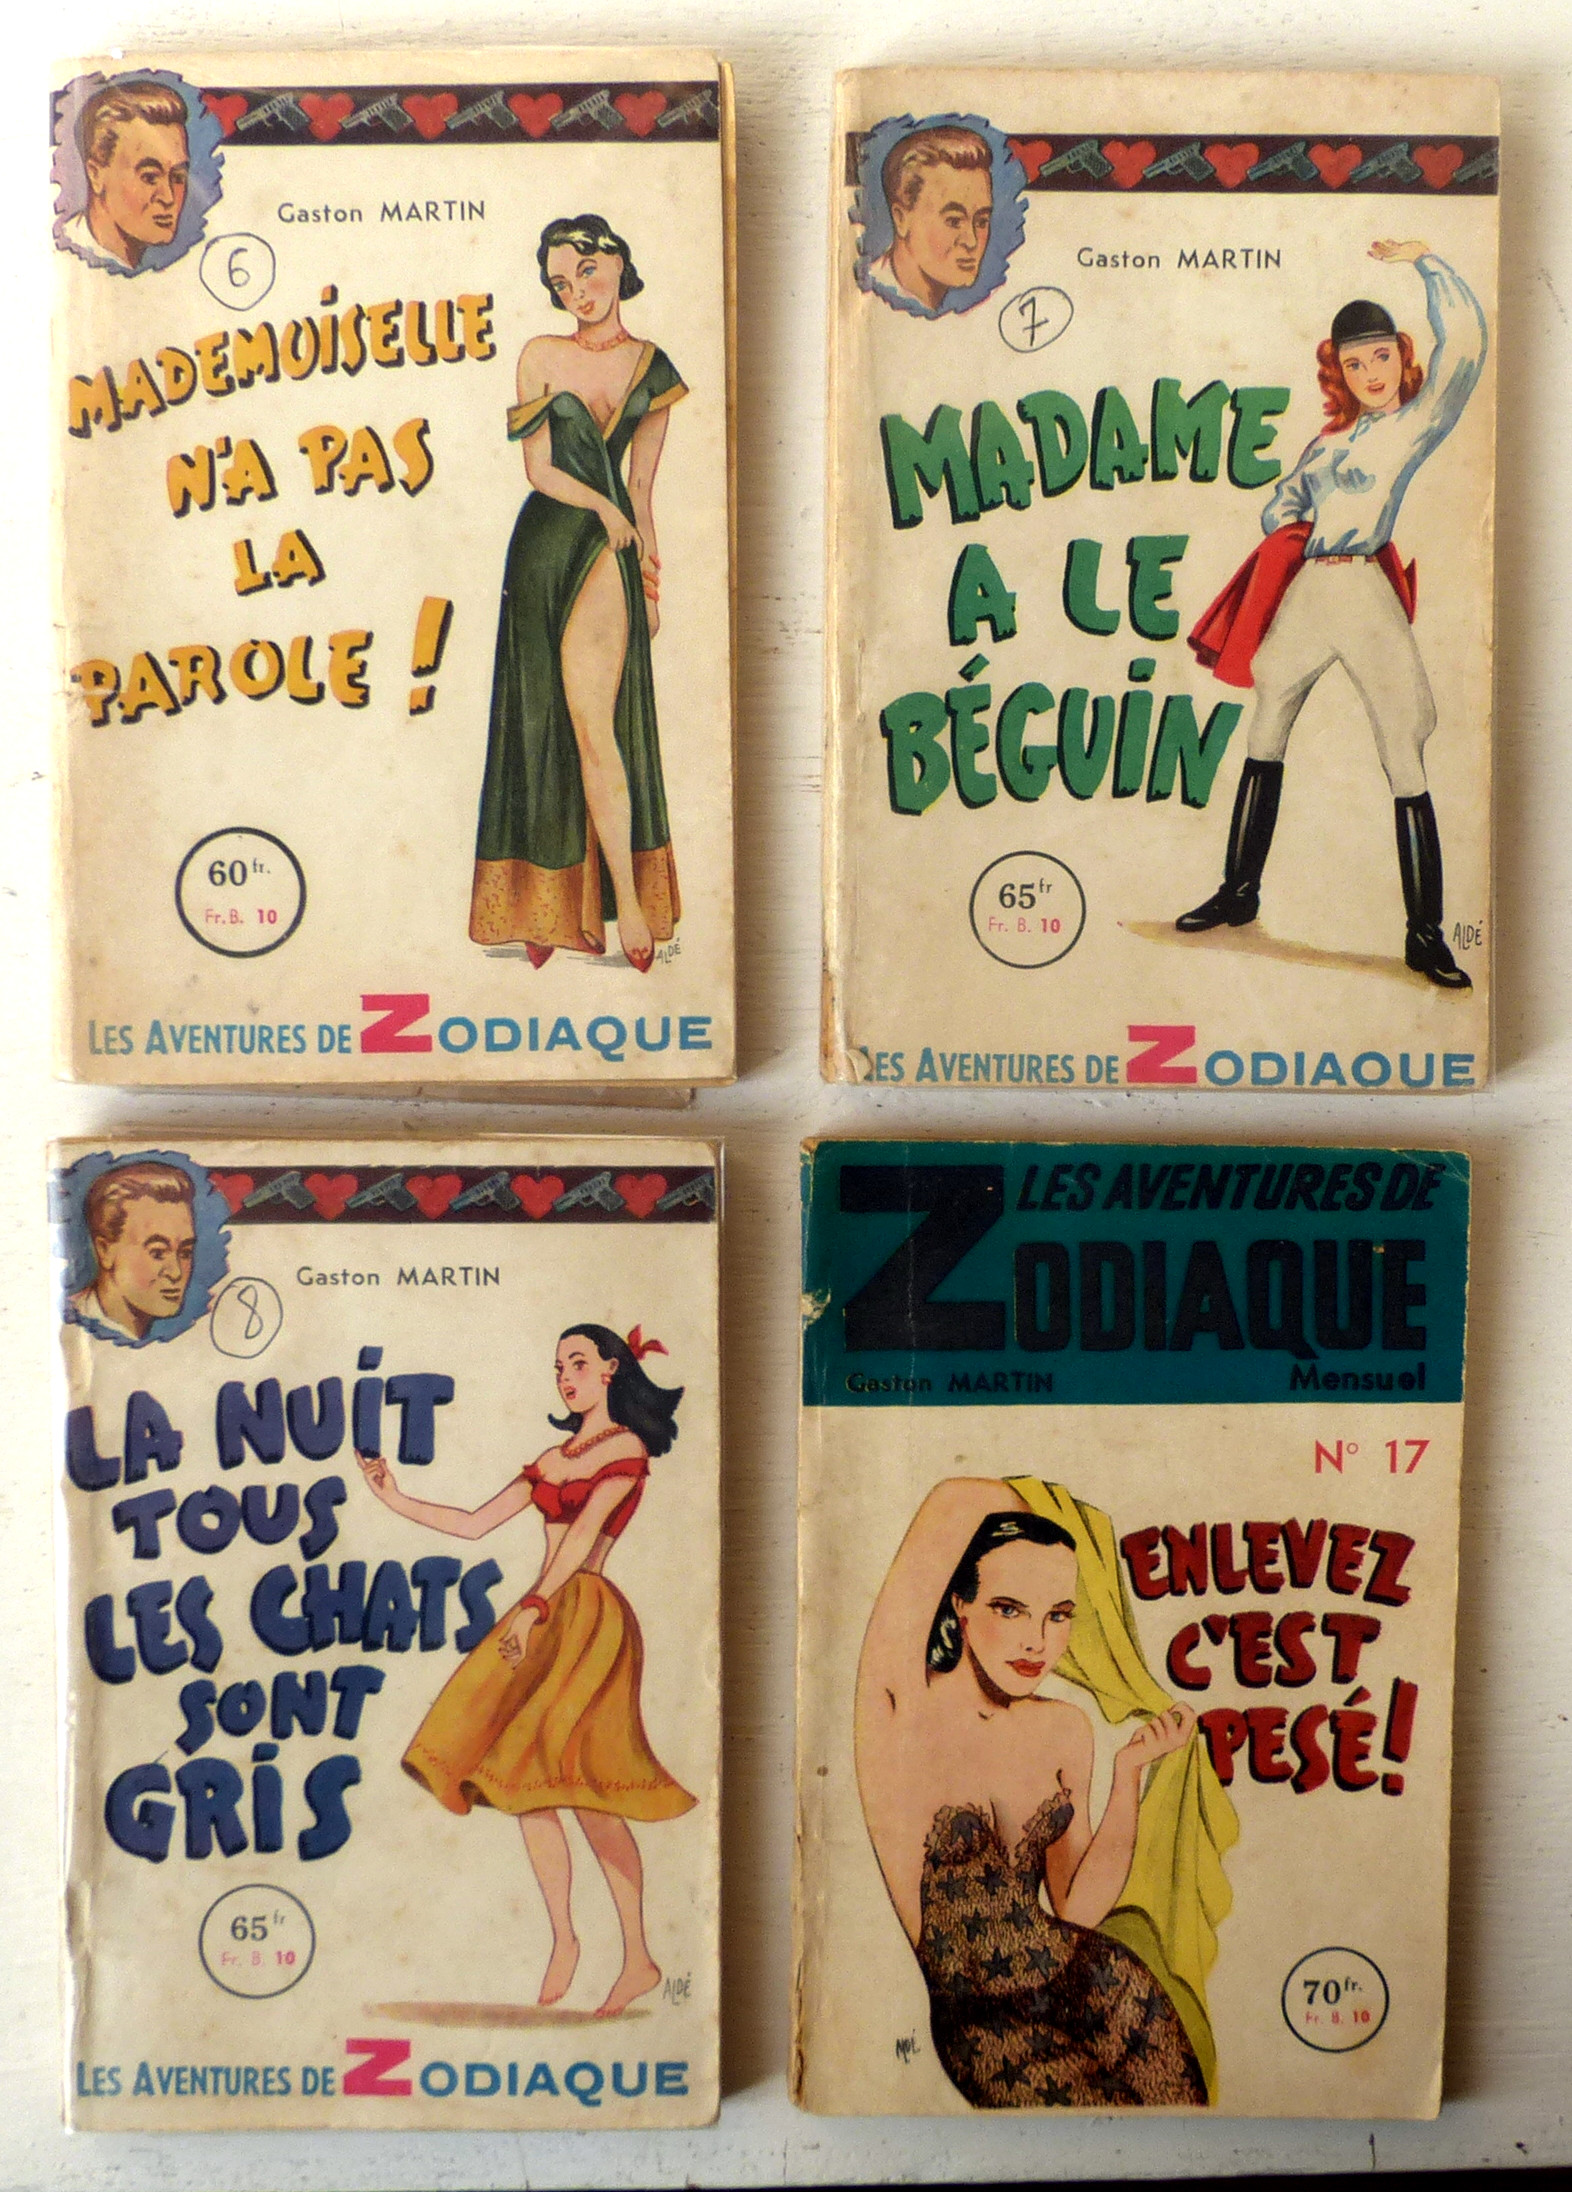 Gaston MARTIN
6
MADEMOISELLE
N'A PAS
LA
PAROLE !
60 fr.
Fr. B. 10
ALDÉ
LES AVENTURES DE ZODIAQUE
Gaston MARTIN
7
MADAME
A LE
BÉGUIN
65 fr
Fr. B. 10
ALDÉ
LES AVENTURES DE ZODIAQUE
Gaston MARTIN
8
LA NUIT
TOUS
LES CHATS
SONT
GRIS
65 fr
Fr. B. 10
ALDÉ
LES AVENTURES DE ZODIAQUE
LES AVENTURES DE
ZODIAQUE
Gaston MARTIN Mensuel
N° 17
ENLEVEZ
C'EST
PESÉ!
70 fr.
Fr. B. 10
ALDÉ